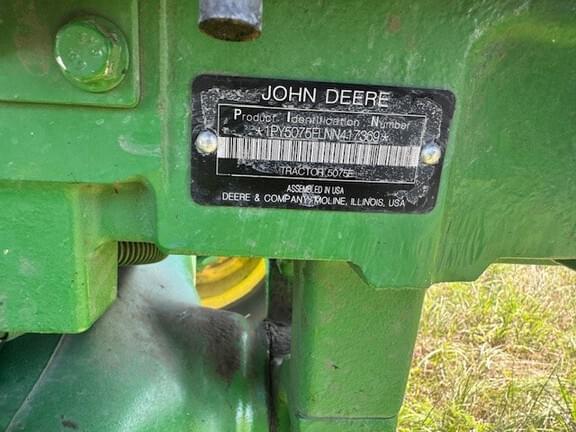 JOHN DEERE
Product Identification Number
*1PY5075ELNN417369*
TRACTOR 5075E
ASSEMBLED IN USA
DEERE & COMPANY MOLINE, ILLINOIS, USA